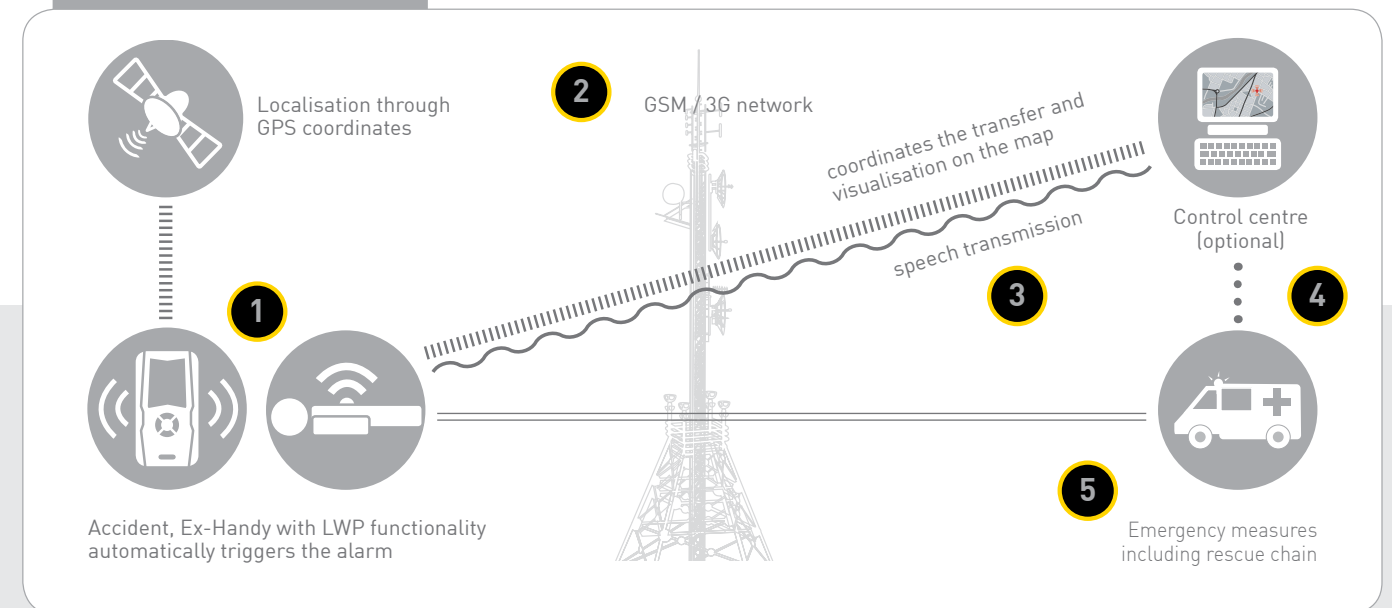 Localisation through
GPS coordinates
2
GSM / 3G network
coordinates the transfer and
visualisation on the map
speech transmission
3
Control centre
(optional)
4
1
Accident, Ex-Handy with LWP functionality
automatically triggers the alarm
5
Emergency measures
including rescue chain